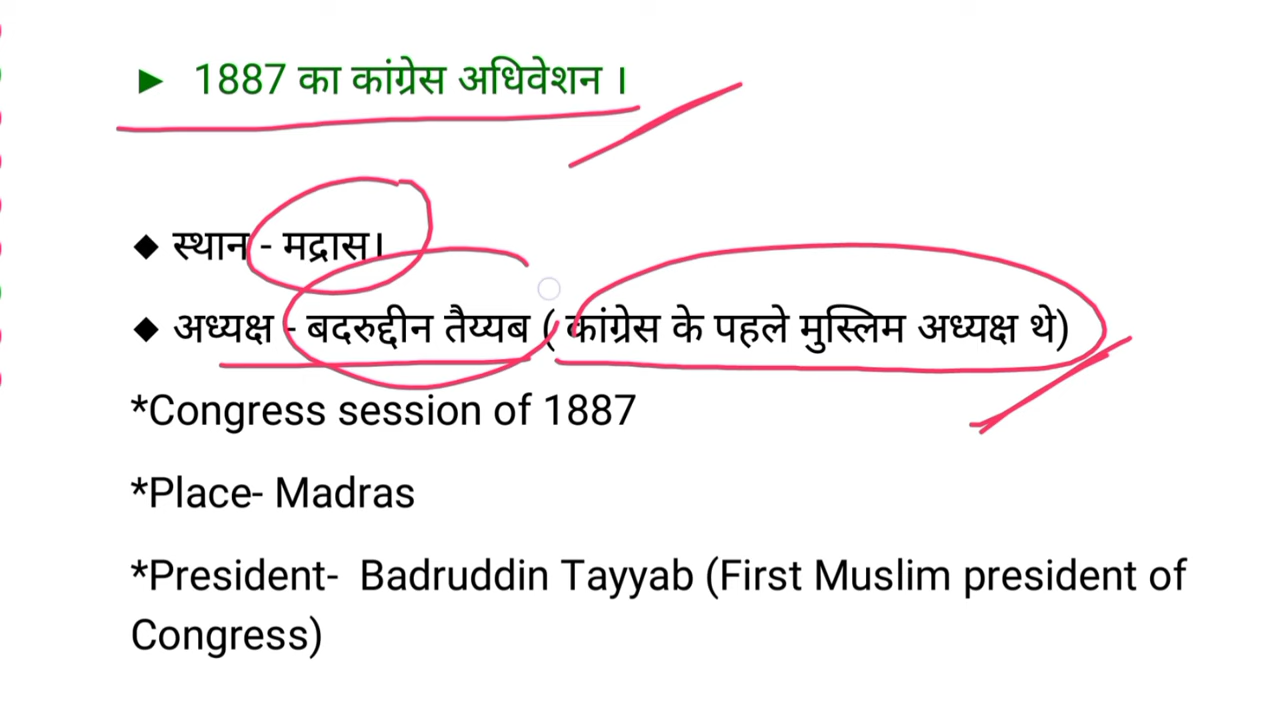 ► 1887 का कांग्रेस अधिवेशन ।
◆ स्थान - मद्रास।
◆ अध्यक्ष - बदरुद्दीन तैय्यब ( कांग्रेस के पहले मुस्लिम अध्यक्ष थे)
*Congress session of 1887
*Place- Madras
*President- Badruddin Tayyab (First Muslim president of
Congress)